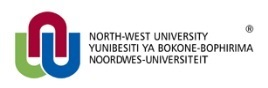 NORTH-WEST UNIVERSITY ®
YUNIBESITI YA BOKONE-BOPHIRIMA
NOORDWES-UNIVERSITEIT